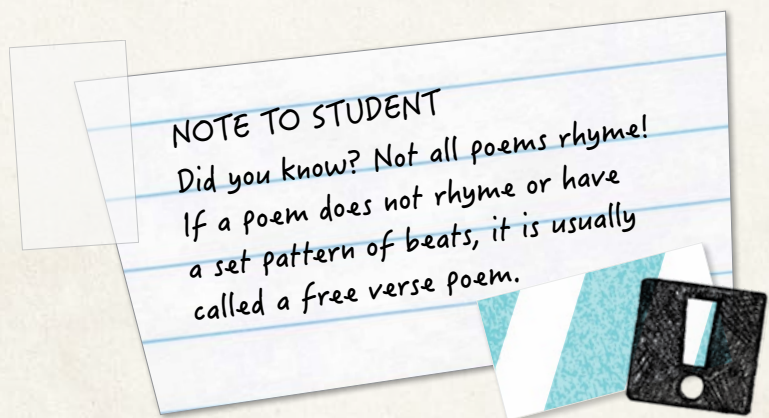 NOTE TO STUDENT
Did you know? Not all poems rhyme!
If a poem does not rhyme or have
a set pattern of beats, it is usually
called a free verse poem.